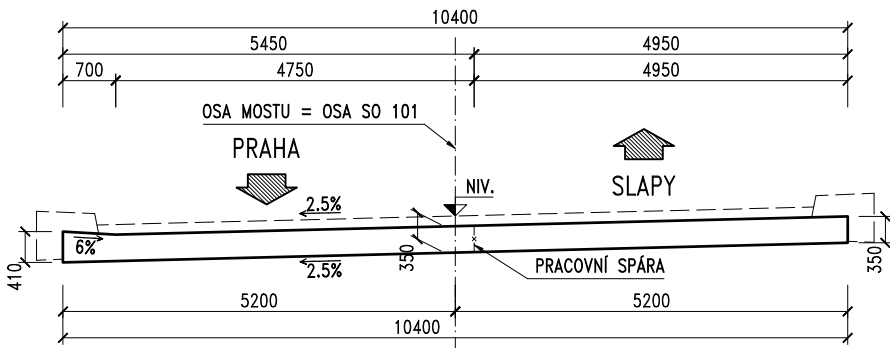 10400
5450 4950
700 4750 4950
OSA MOSTU = OSA SO 101
PRAHA
SLAPY
NIV.
2.5%
6%
350
410
350
2.5%
PRACOVNÍ SPÁRA
5200 5200
10400